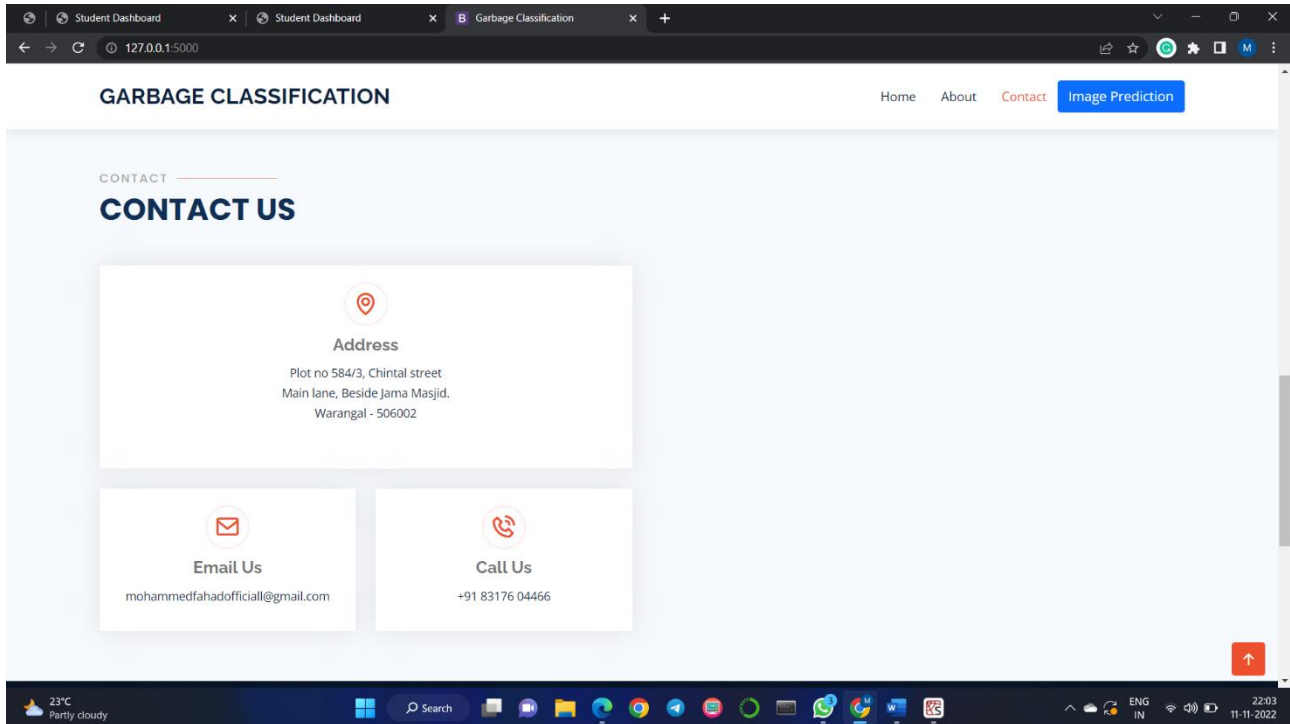 Student Dashboard
Student Dashboard
B Garbage Classification
127.0.0.1:5000
M
GARBAGE CLASSIFICATION
Home About Contact Image Prediction
CONTACT
CONTACT US
Address
Plot no 584/3, Chintal street
Main lane, Beside Jama Masjid.
Warangal - 506002
Email Us
mohammedfahadofficiall@gmail.com
Call Us
+91 83176 04466
23°C
Partly cloudy
Search
3
ENG
IN
22:03
11-11-2022